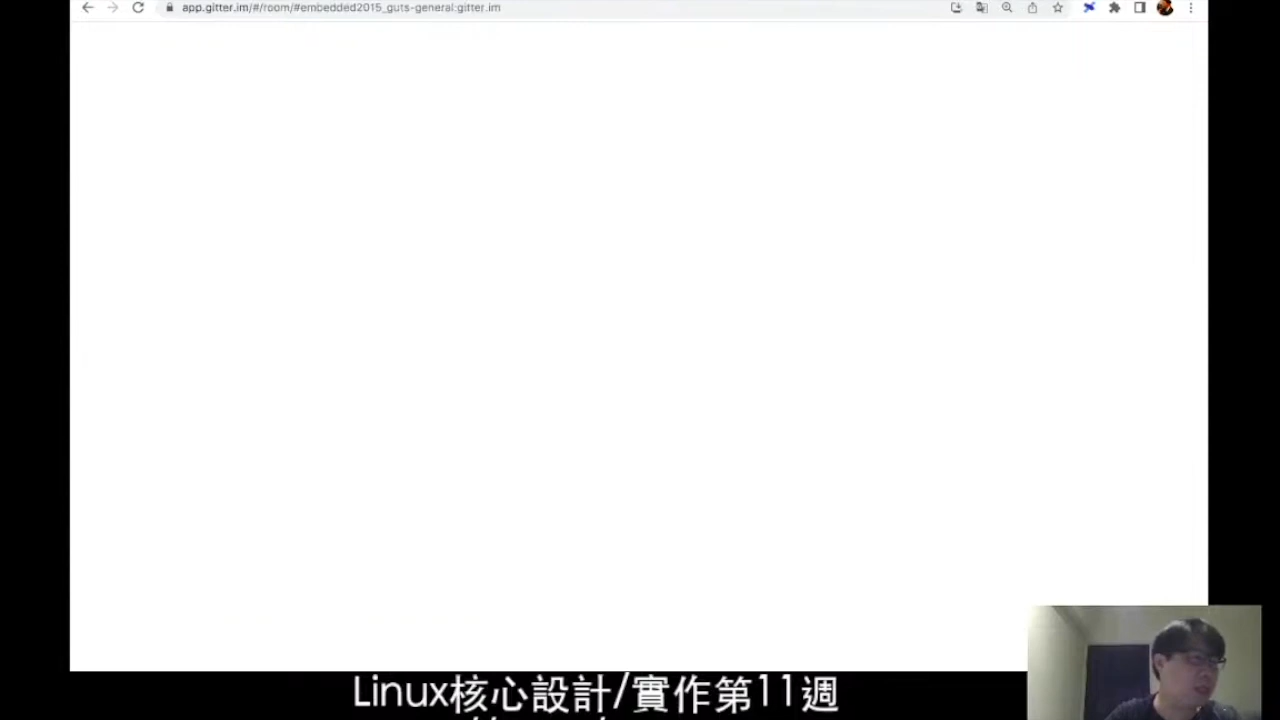 app.gitter.im/#/room/#embedded2015_guts-general:gitter.im
Linux核心設計/實作第11週